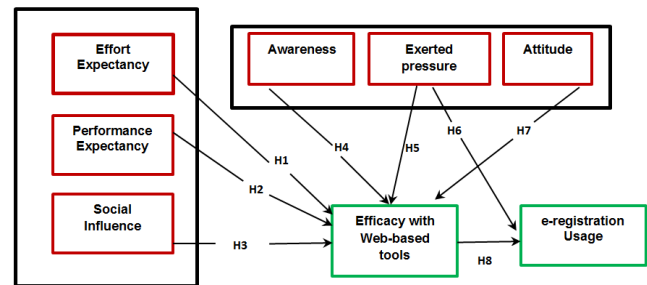 Effort
Expectancy
Performance
Expectancy
Social
Influence
Awareness
Exerted
pressure
Attitude
H1
H2
H3
H4
H5
H6
H7
Efficacy with
Web-based
tools
H8
e-registration
Usage